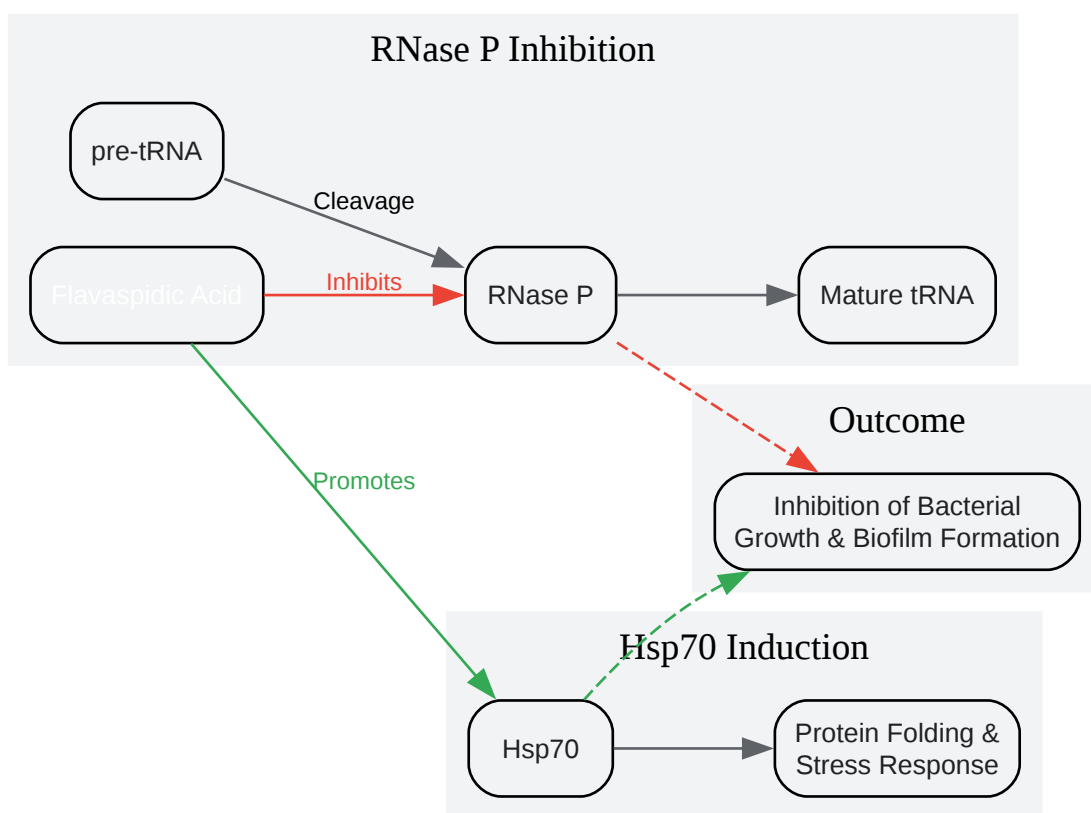 RNase P Inhibition
pre-tRNA
Cleavage
Flavaspidic Acid
Inhibits
RNase P
Mature tRNA
Outcome
Promotes
Inhibition of Bacterial
Growth & Biofilm Formation
Hsp70 Induction
Hsp70
Protein Folding &
Stress Response